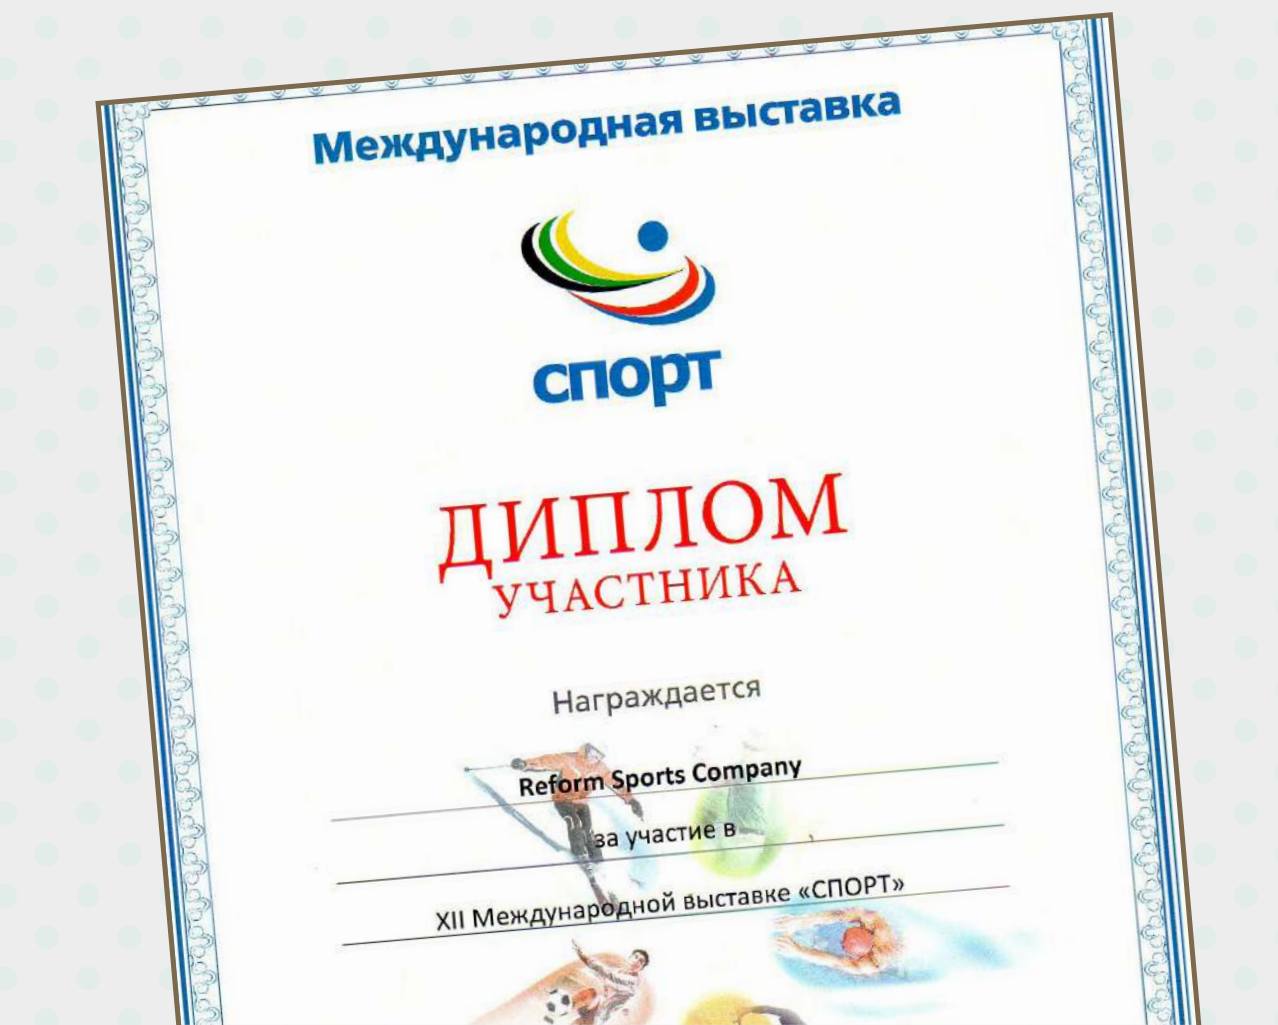 Международная выставка
спорт
ДИПЛОМ
УЧАСТНИКА
Награждается
Reform Sports Company
за участие в
XII Международной выставке «СПОРТ»